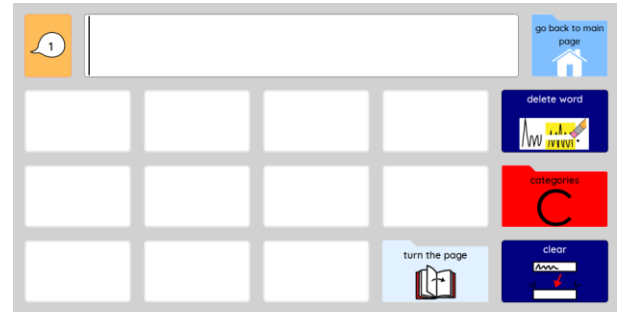 1
go back to main
page
delete word
categories
C
turn the page
clear